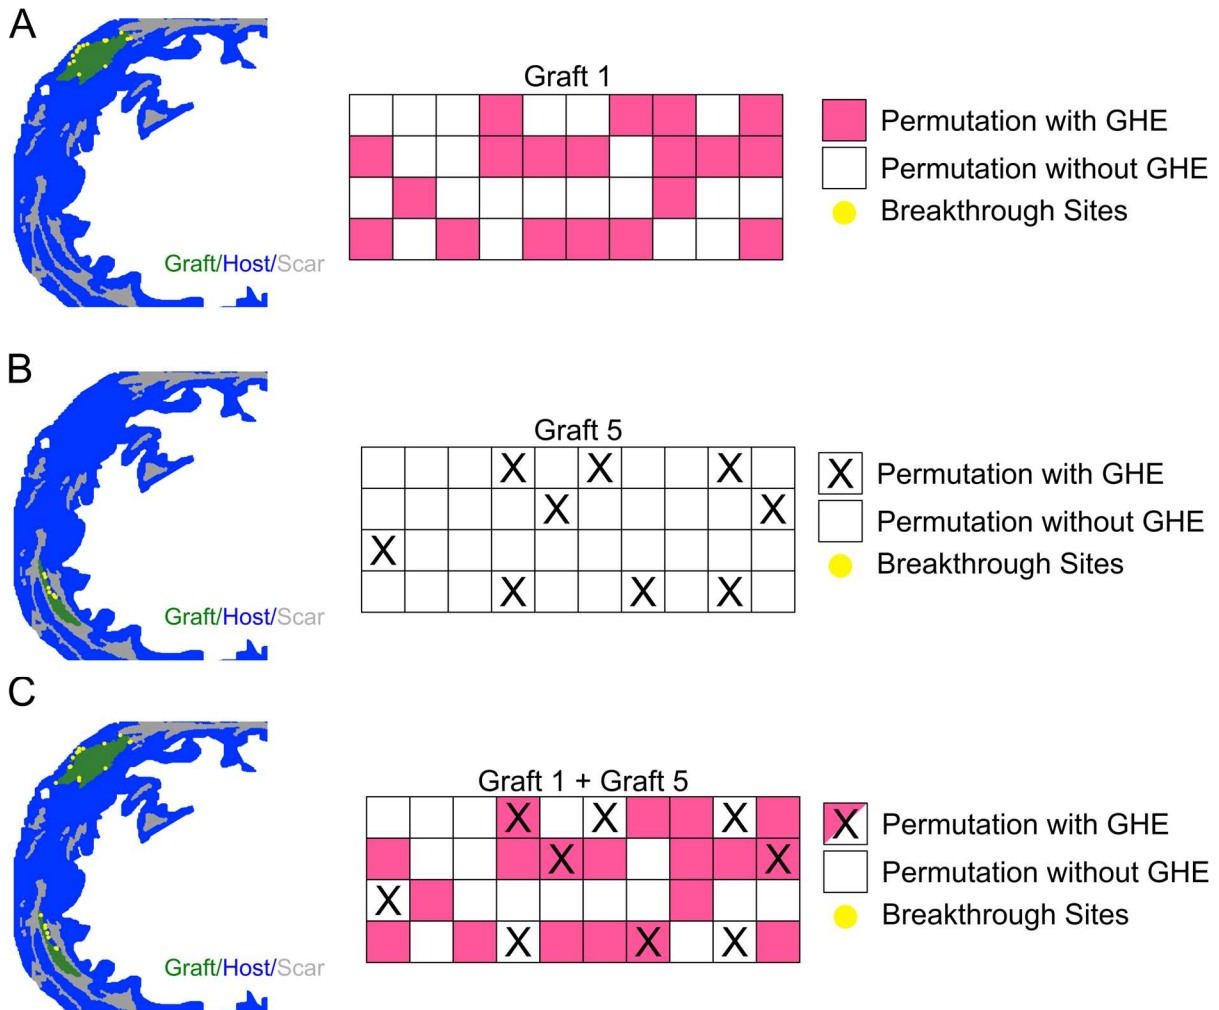 A
Graft 1
Permutation with GHE
Permutation without GHE
Breakthrough Sites
Graft/Host/Scar
B
Graft 5
X X X
X X
X
X X X
X Permutation with GHE
Permutation without GHE
Breakthrough Sites
Graft/Host/Scar
C
Graft 1 + Graft 5
X X X
X X
X
X X X
X Permutation with GHE
Permutation without GHE
Breakthrough Sites
Graft/Host/Scar